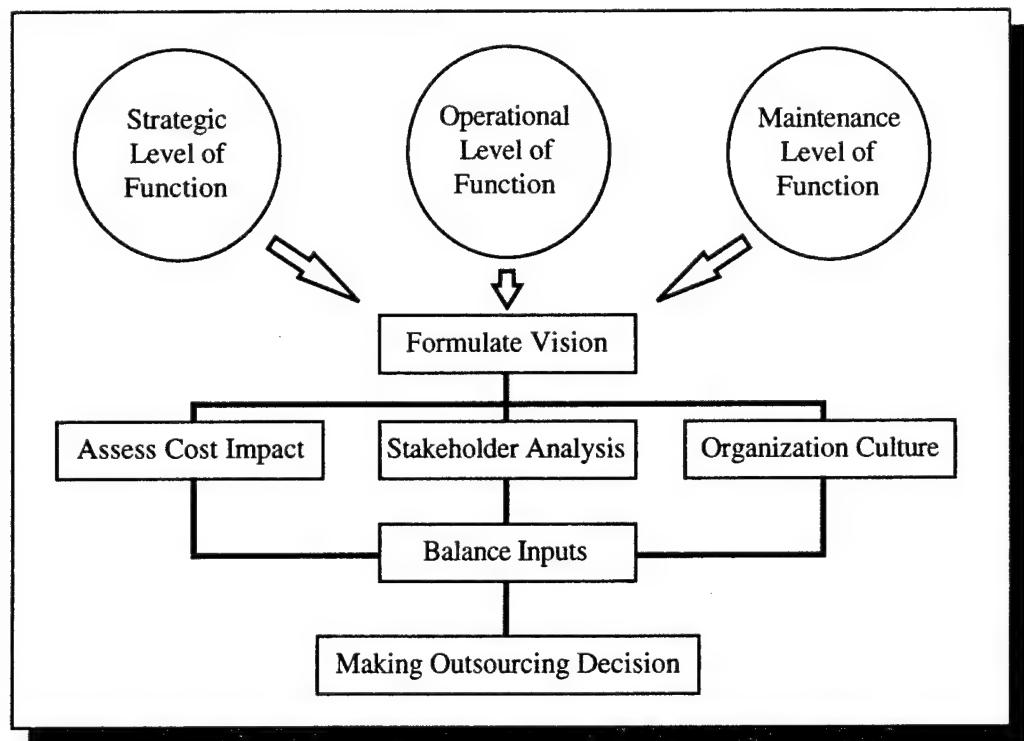 Strategic
Level of
Function
Operational
Level of
Function
Maintenance
Level of
Function
Formulate Vision
Assess Cost Impact
Stakeholder Analysis
Organization Culture
Balance Inputs
Making Outsourcing Decision